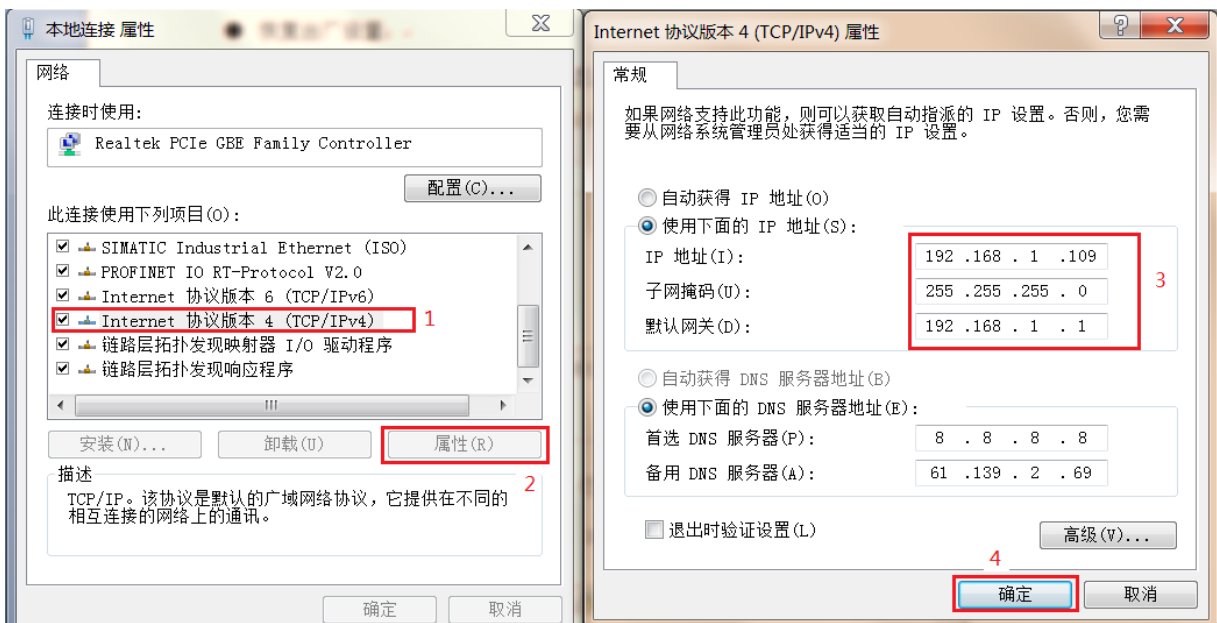 本地连接 属性
网络
连接时使用:
Realtek PCIe GBE Family Controller
配置(C)...
此连接使用下列项目(O):
SIMATIC Industrial Ethernet (ISO)
PROFINET IO RT-Protocol V2.0
Internet 协议版本 6 (TCP/IPv6)
Internet 协议版本 4 (TCP/IPv4)
1
链路层拓扑发现映射器 I/O 驱动程序
链路层拓扑发现响应程序
安装(N)...
卸载(U)
属性(R)
2
描述
TCP/IP。该协议是默认的广域网络协议，它提供在不同的
相互连接的网络上的通讯。
确定
取消
Internet 协议版本 4 (TCP/IPv4) 属性
常规
如果网络支持此功能，则可以获取自动指派的 IP 设置。否则，您需
要从网络系统管理员处获得适当的 IP 设置。
自动获得 IP 地址(O)
使用下面的 IP 地址(S):
IP 地址(I):
192 .168 . 1 .109
子网掩码(U):
255 .255 .255 . 0
3
默认网关(D):
192 .168 . 1 . 1
自动获得 DNS 服务器地址(B)
使用下面的 DNS 服务器地址(E):
首选 DNS 服务器(P):
8 . 8 . 8 . 8
备用 DNS 服务器(A):
61 .139 . 2 . 69
退出时验证设置(L)
高级(V)...
4
确定
取消